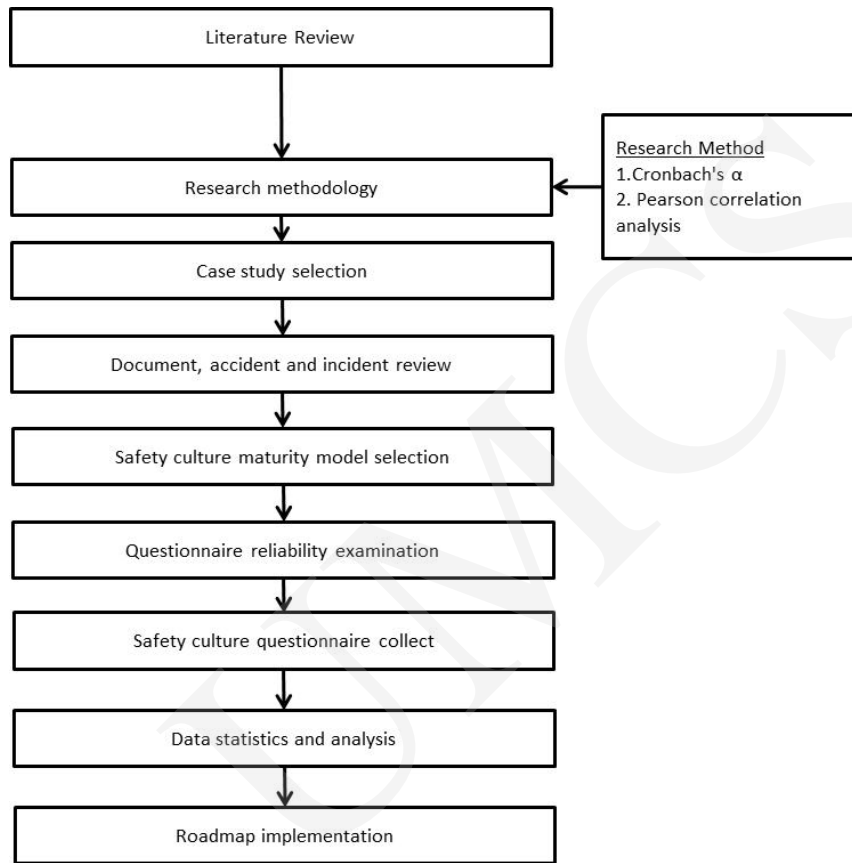 Literature Review
Research Method
1.Cronbach's α
2. Pearson correlation
analysis
Research methodology
Case study selection
Document, accident and incident review
Safety culture maturity model selection
Questionnaire reliability examination
Safety culture questionnaire collect
Data statistics and analysis
Roadmap implementation
UMCS